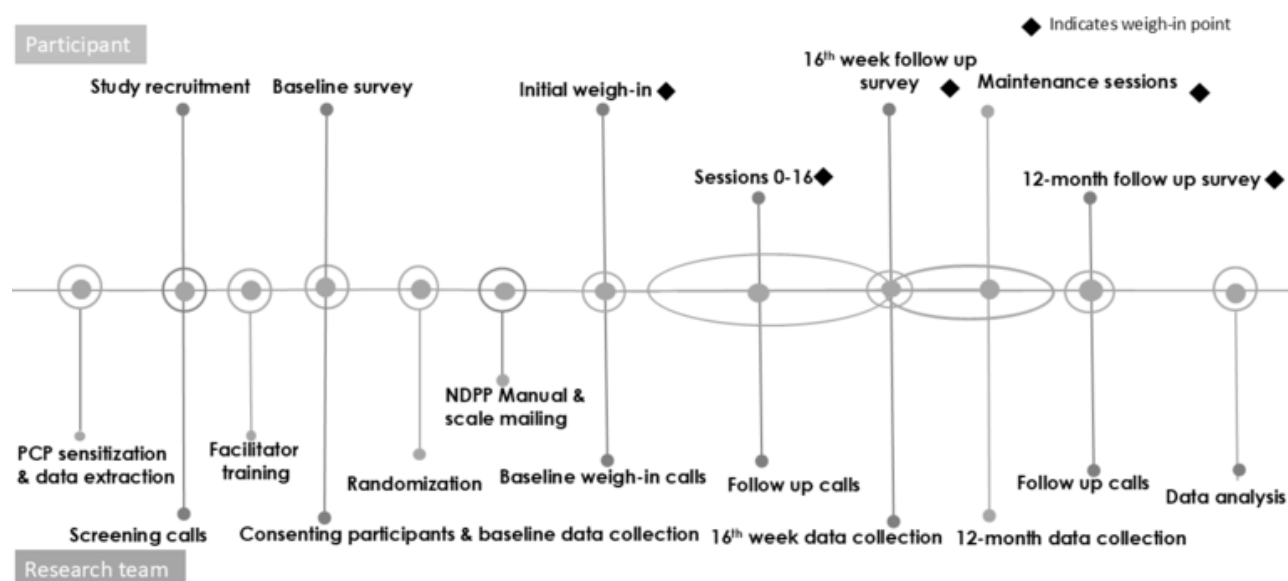 Participant
Indicates weigh-in point
Study recruitment
Baseline survey
Initial weigh-in
16th week follow up
survey
Maintenance sessions
Sessions 0-16
12-month follow up survey
PCP sensitization
& data extraction
Facilitator
training
Randomization
NDPP Manual &
scale mailing
Baseline weigh-in calls
Follow up calls
Follow up calls
Data analysis
Screening calls
Consenting participants & baseline data collection
16th week data collection
12-month data collection
Research team